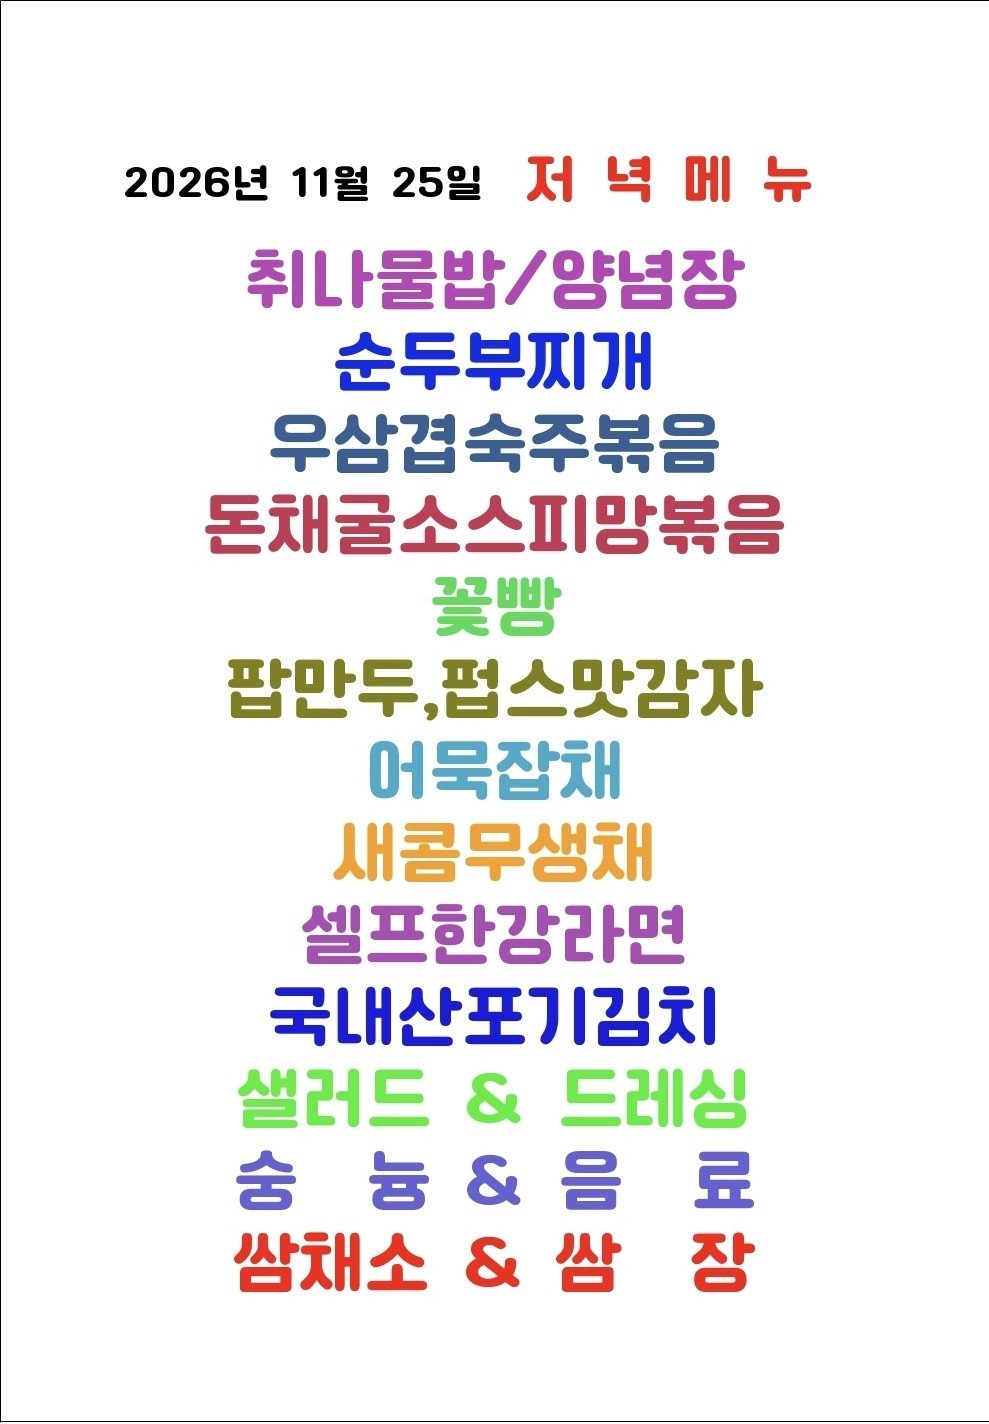 2026년 11월 25일 저 녁 메 뉴
취나물밥/양념장
순두부찌개
우삼겹숙주볶음
돈채굴소스피망볶음
꽃빵
팝만두,펍스맛감자
어묵잡채
새콤무생채
셀프한강라면
국내산포기김치
샐러드 & 드레싱
숭 늉 & 음 료
쌈채소 & 쌈 장